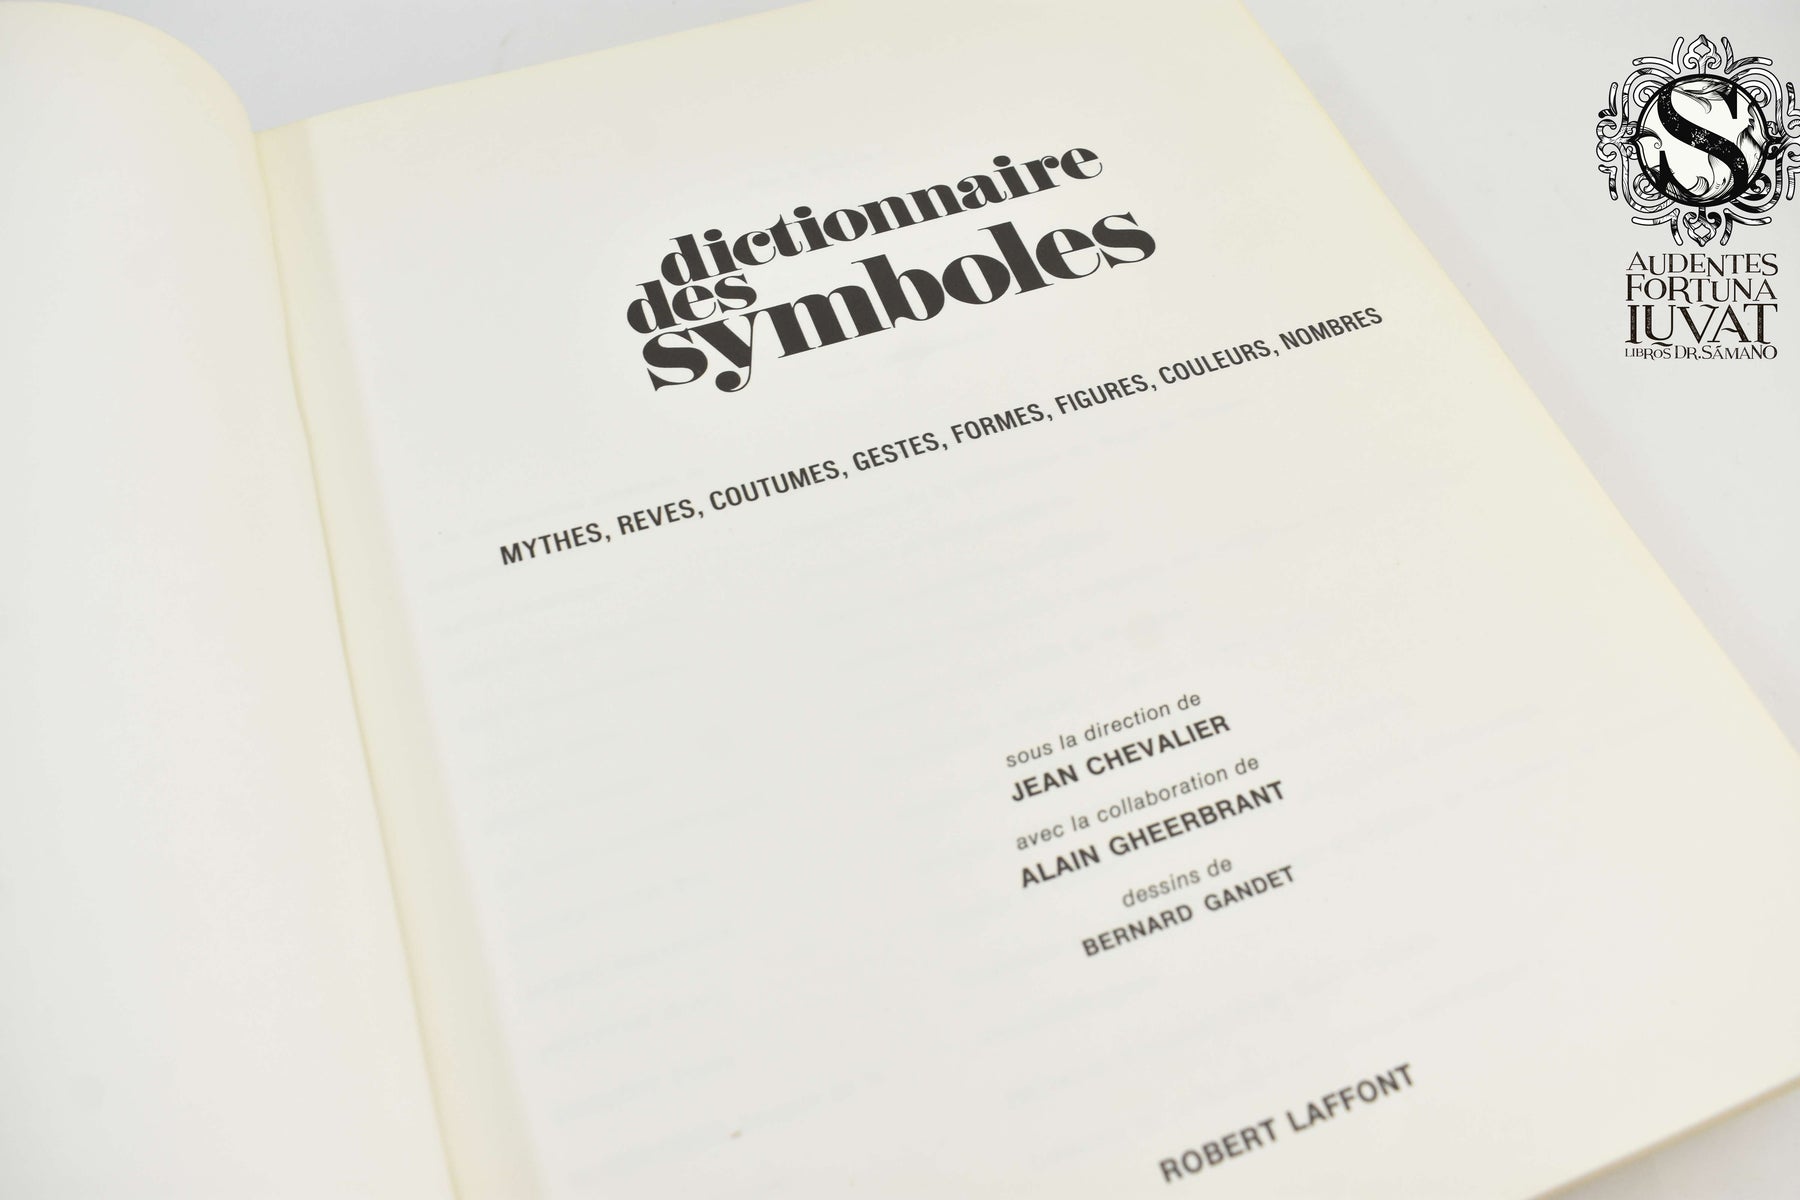 dictionnaire
des
symboles
MYTHES, REVES, COUTUMES, GESTES, FORMES, FIGURES, COULEURS, NOMBRES
sous la direction de
JEAN CHEVALIER
avec la collaboration de
ALAIN GHEERBRANT
dessins de
BERNARD GANDET
ROBERT LAFFONT
S
AUDENTES
FORTUNA
IUVAT
LIBROS DR. SÁMANO